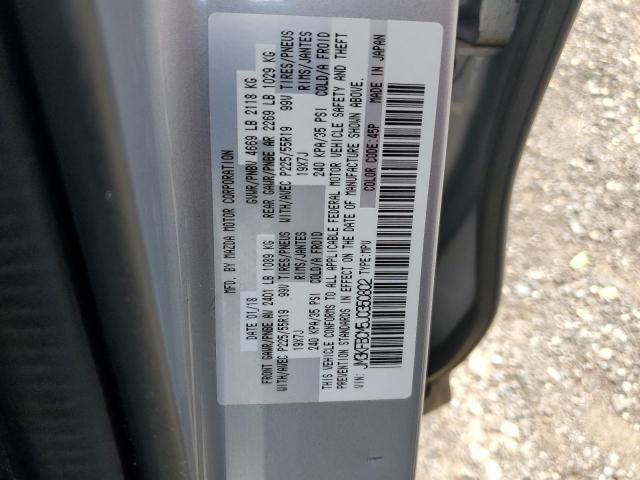 MFD. BY MAZDA MOTOR CORPORATION
DATE 01/18 GVWR/PNBV 4669 LB 2118 KG
FRONT GAWR/PNBE AV 2401 LB 1089 KG REAR GAWR/PNBE AR 2269 LB 1029 KG
WITH/AVEC P225/55R19 99V TIRES/PNEUS WITH/AVEC P225/55R19 99V TIRES/PNEUS
19X7J RIMS/JANTES 19X7J RIMS/JANTES
240 KPA/35 PSI COLD/A FROID 240 KPA/35 PSI COLD/A FROID
THIS VEHICLE CONFORMS TO ALL APPLICABLE FEDERAL MOTOR VEHICLE SAFETY AND THEFT
PREVENTION STANDARDS IN EFFECT ON THE DATE OF MANUFACTURE SHOWN ABOVE.
VIN: JM3KFBCM5J0350802 TYPE:MPV COLOR CODE:45P MADE IN JAPAN